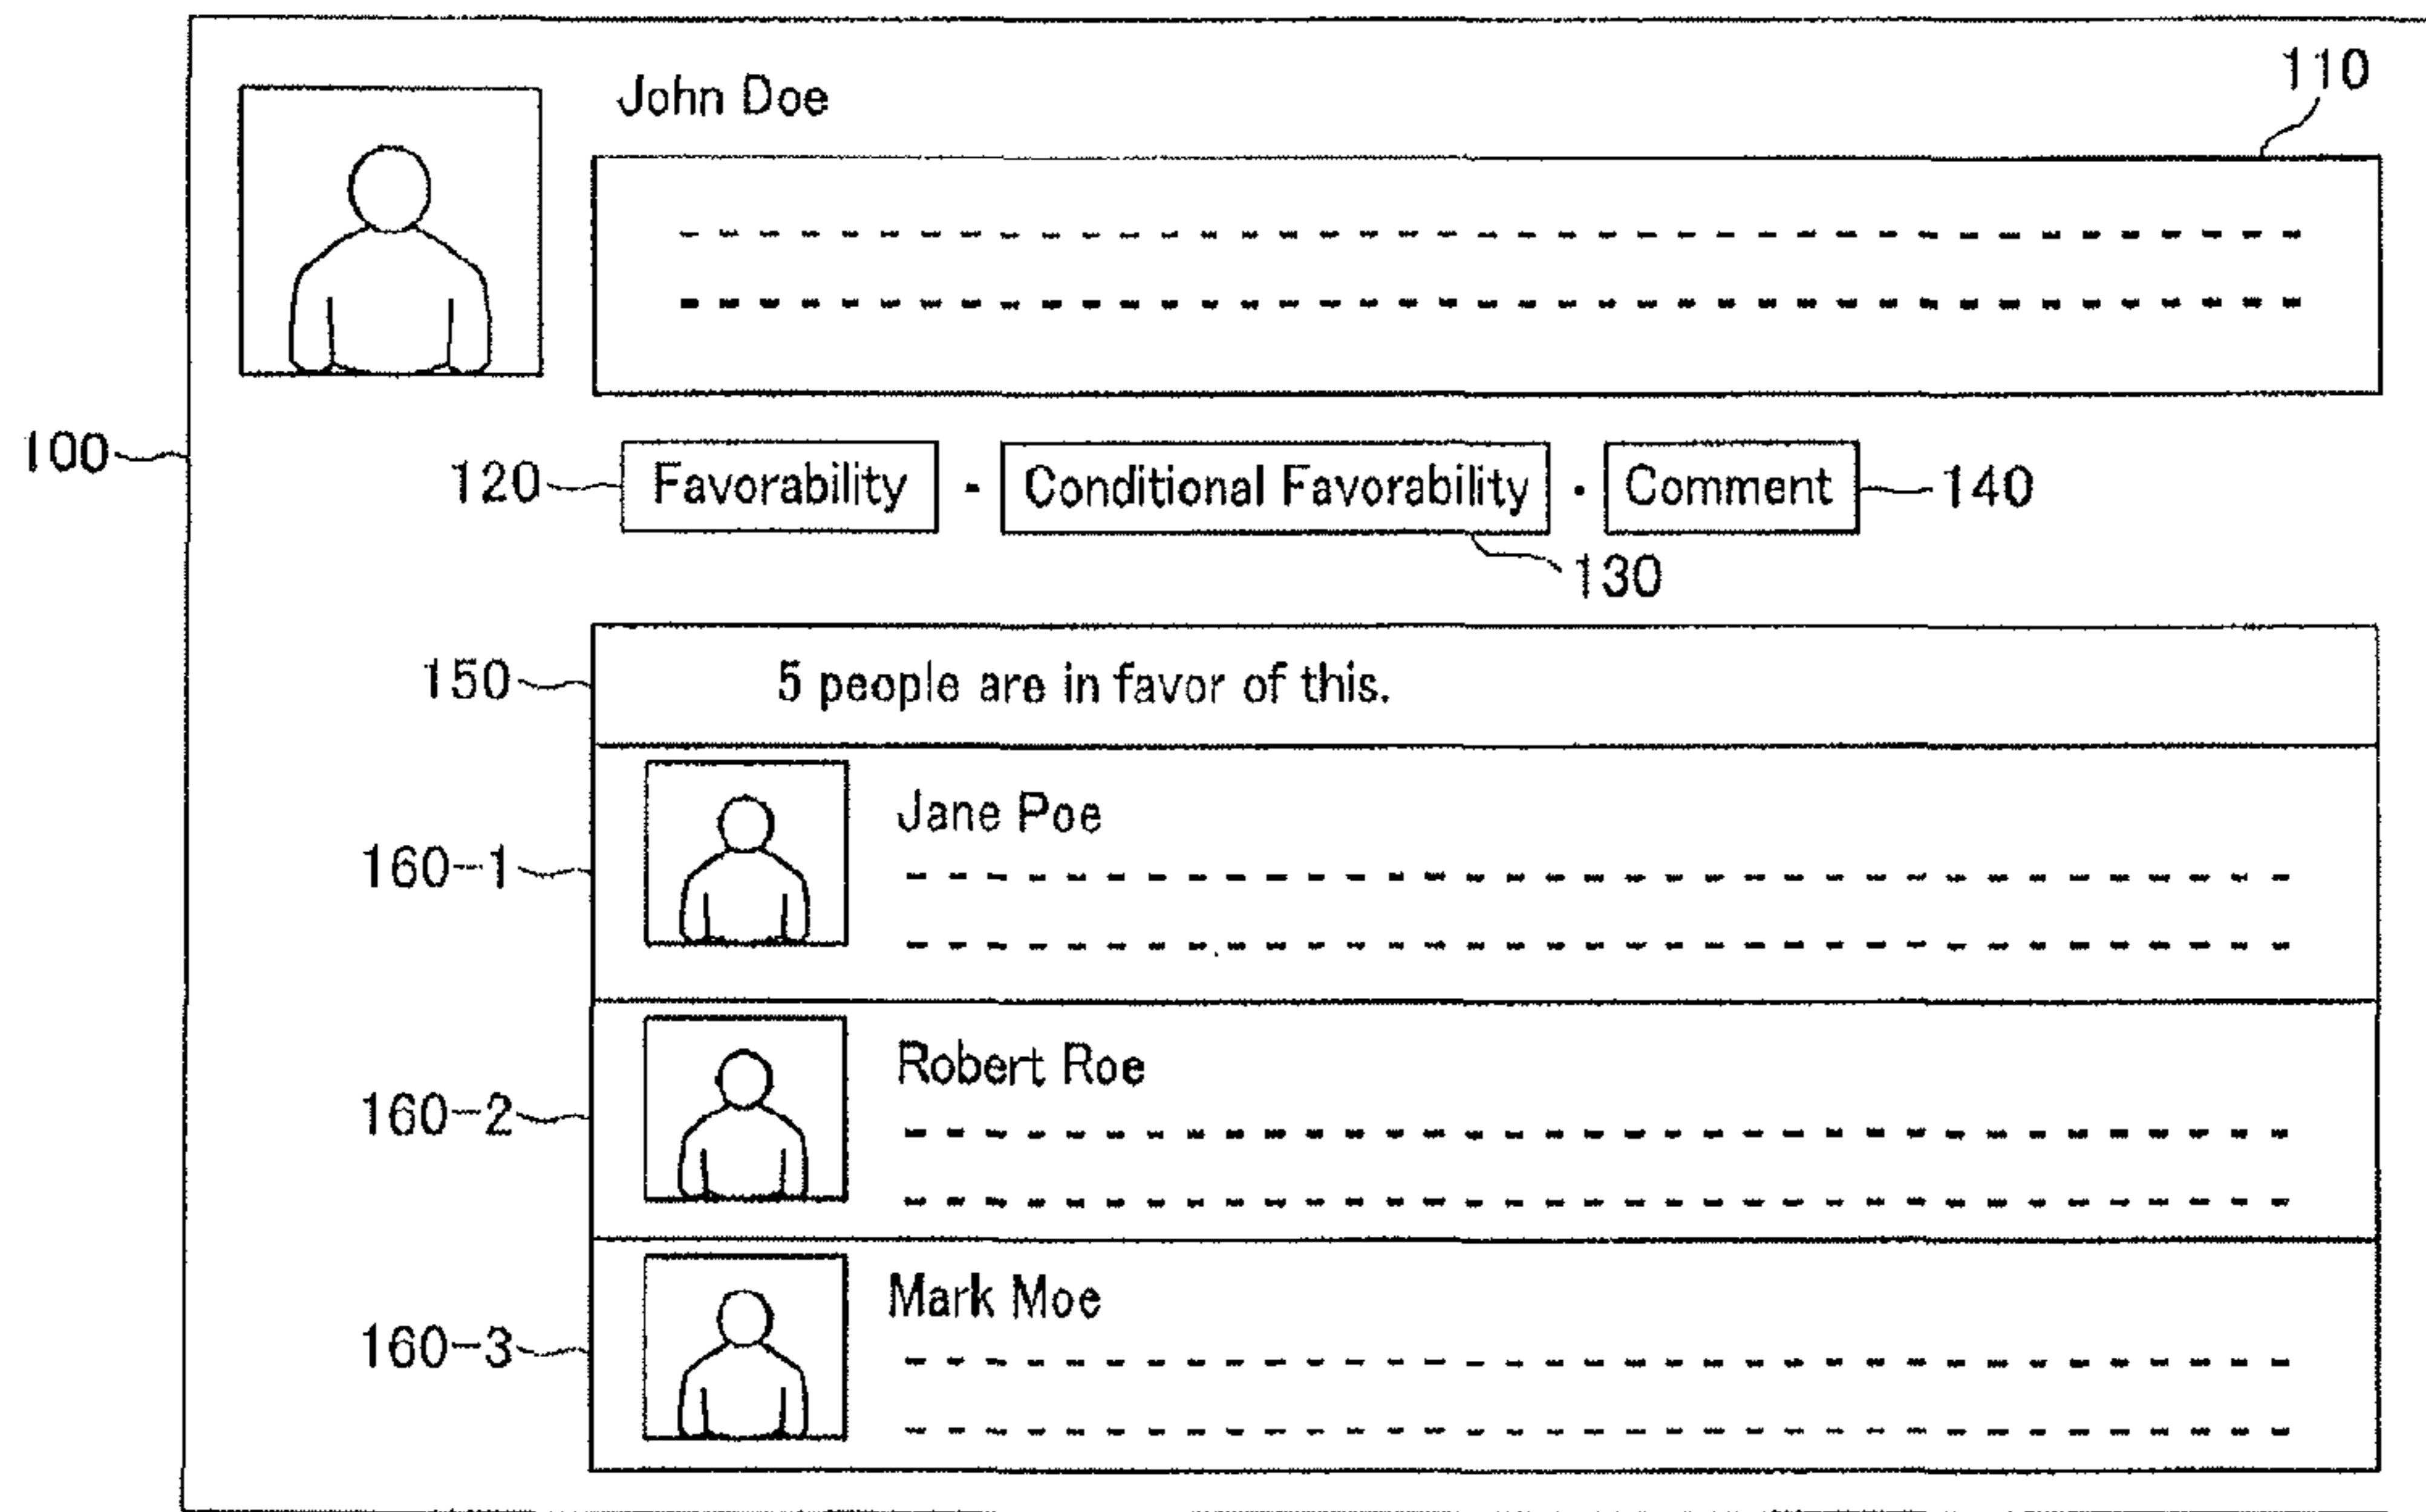 110
John Doe
100
120 Favorability - Conditional Favorability · Comment 140
130
150 5 people are in favor of this.
Jane Poe
160-1
Robert Roe
160-2
Mark Moe
160-3